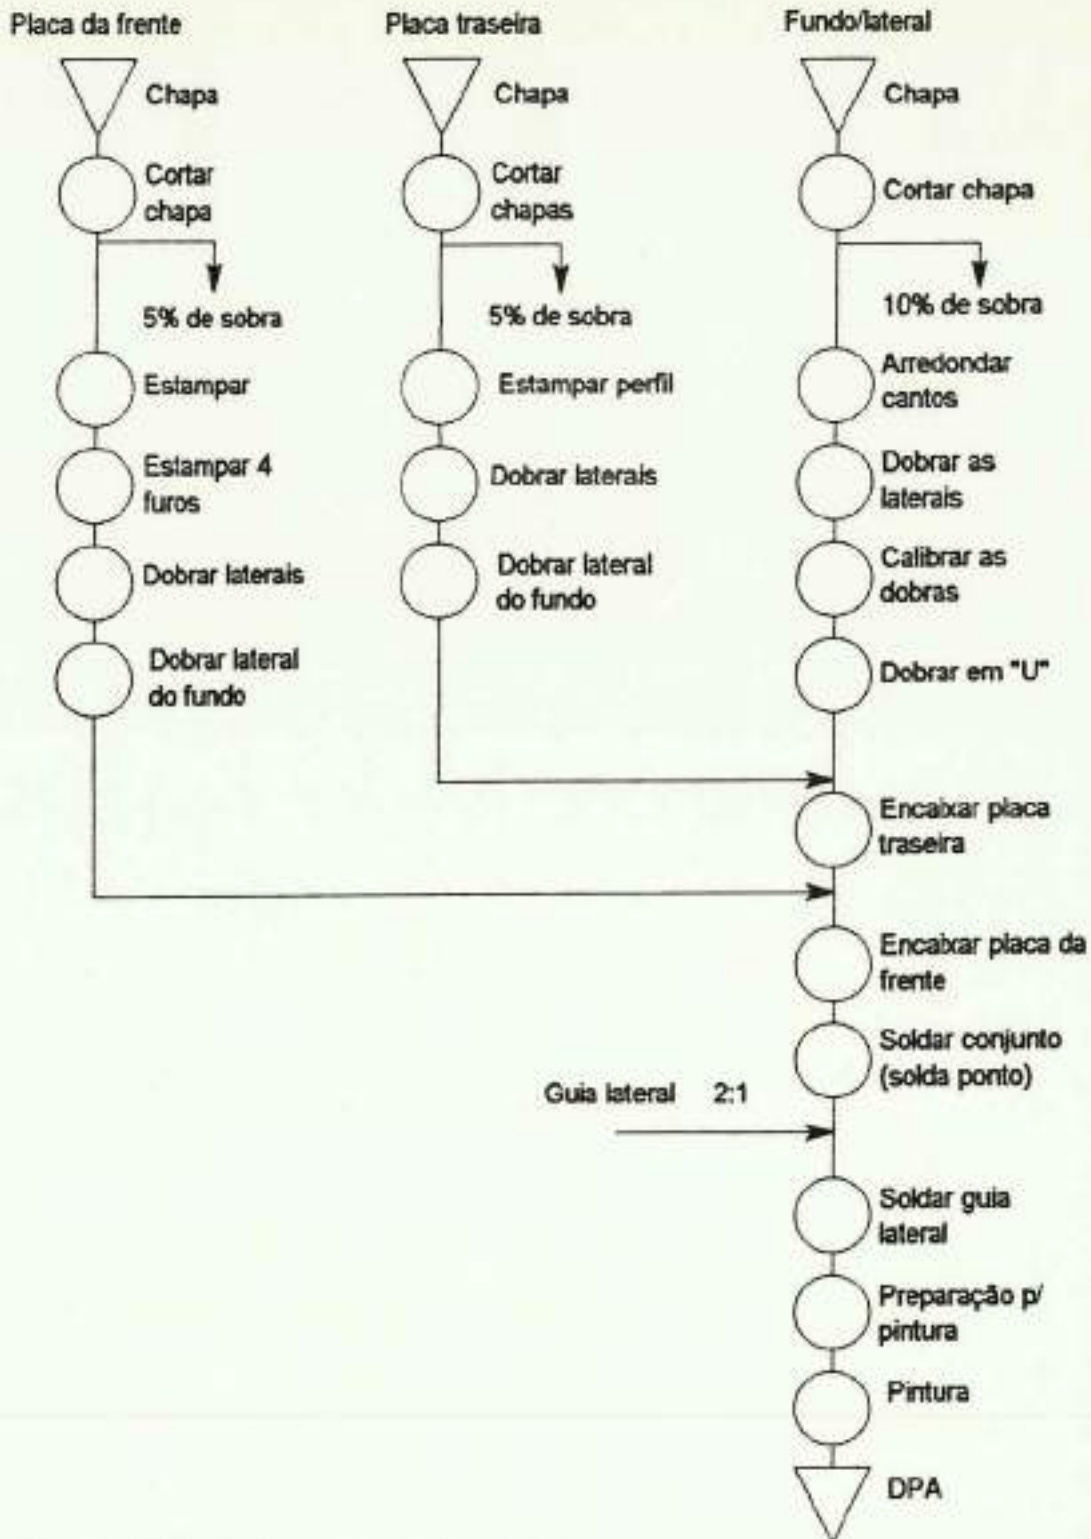 Placa da frente
Chapa
Cortar
chapa
5% de sobra
Estampar
Estampar 4
furos
Dobrar laterais
Dobrar lateral
do fundo
Placa traseira
Chapa
Cortar
chapas
5% de sobra
Estampar perfil
Dobrar laterais
Dobrar lateral
do fundo
Fundo/lateral
Chapa
Cortar chapa
10% de sobra
Arredondar
cantos
Dobrar as
laterais
Calibrar as
dobras
Dobrar em "U"
Encaixar placa
traseira
Encaixar placa da
frente
Soldar conjunto
(solda ponto)
Guia lateral 2:1
Soldar guia
lateral
Preparação p/
pintura
Pintura
DPA